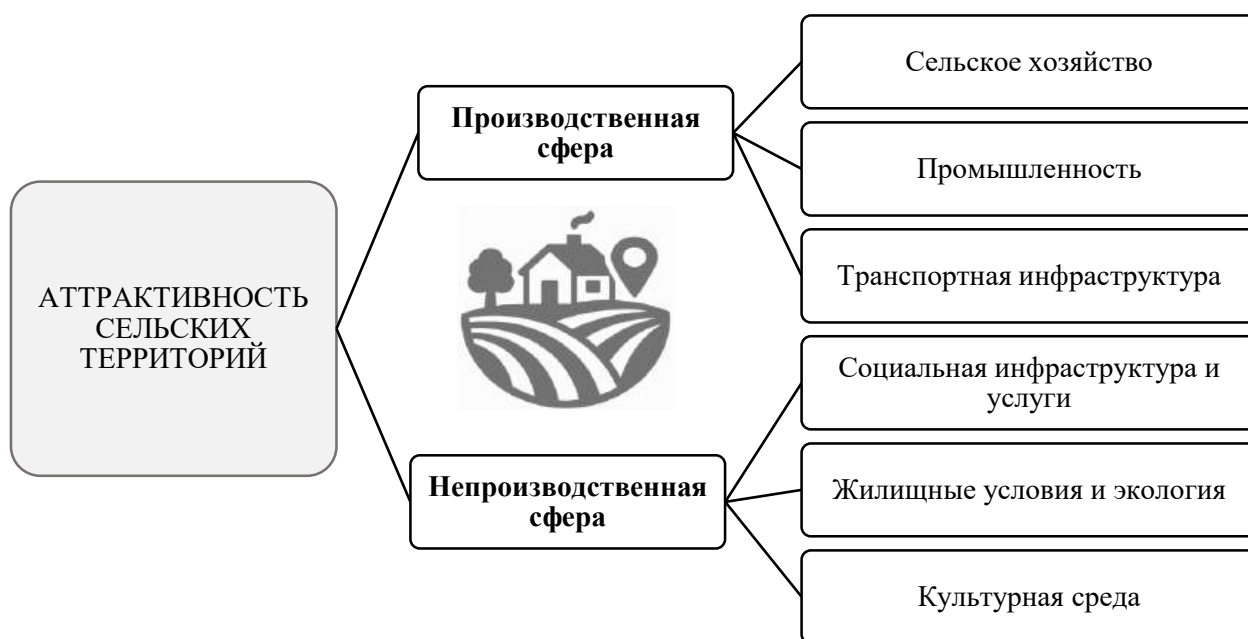 АТТРАКТИВНОСТЬ
СЕЛЬСКИХ
ТЕРРИТОРИЙ
Производственная
сфера
Сельское хозяйство
Промышленность
Транспортная инфраструктура
Непроизводственная
сфера
Социальная инфраструктура и
услуги
Жилищные условия и экология
Культурная среда